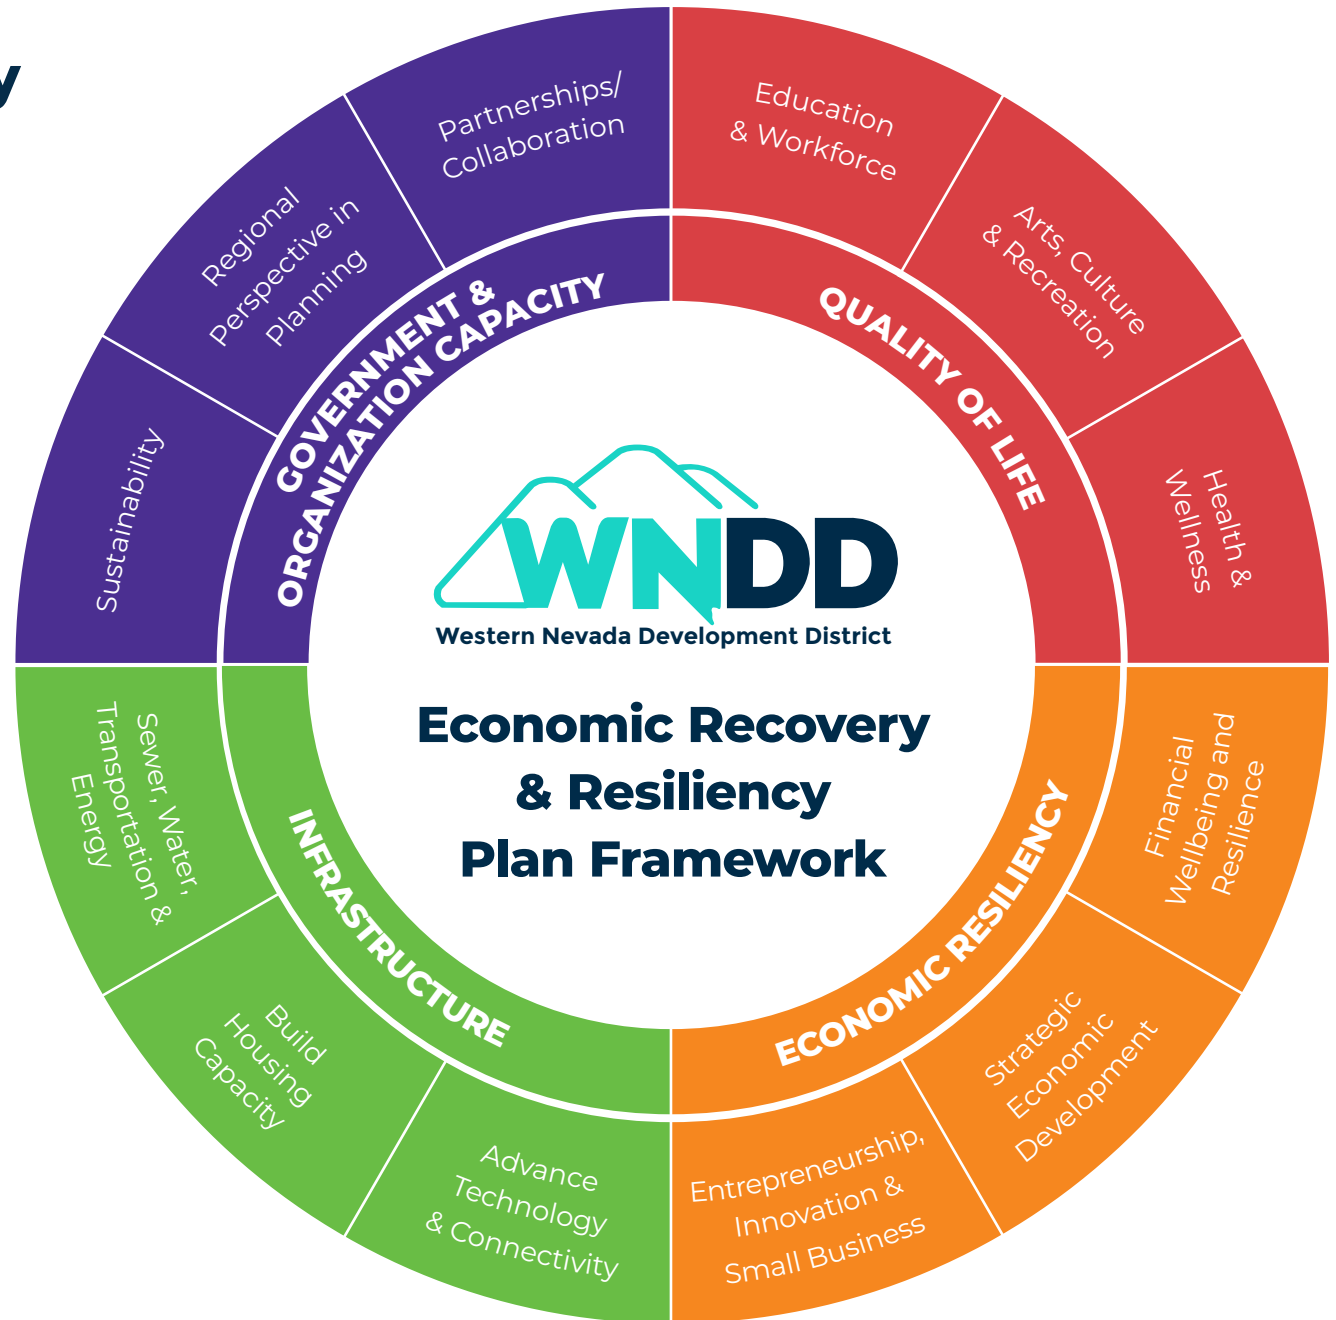 y
Partnerships/
Collaboration
Regional
Perspective in
Planning
Sustainability
GOVERNMENT &
ORGANIZATION CAPACITY
Education
& Workforce
Arts, Culture
& Recreation
Health &
Wellness
QUALITY OF LIFE
WNDD
Western Nevada Development District
Economic Recovery
& Resiliency
Plan Framework
Sewer, Water,
Transportation &
Energy
Build
Housing
Capacity
Advance
Technology
& Connectivity
INFRASTRUCTURE
Financial
Wellbeing and
Resilience
Strategic
Economic
Development
Entrepreneurship,
Innovation &
Small Business
ECONOMIC RESILIENCY